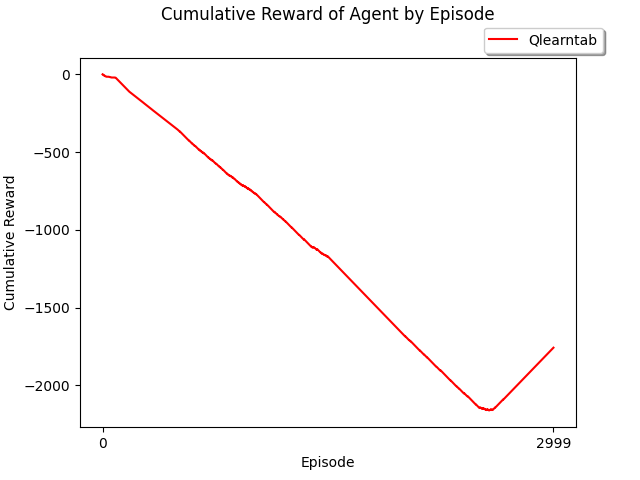 Cumulative Reward of Agent by Episode
Qlearntab
0
−500
−1000
−1500
−2000
Cumulative Reward
0
2999
Episode